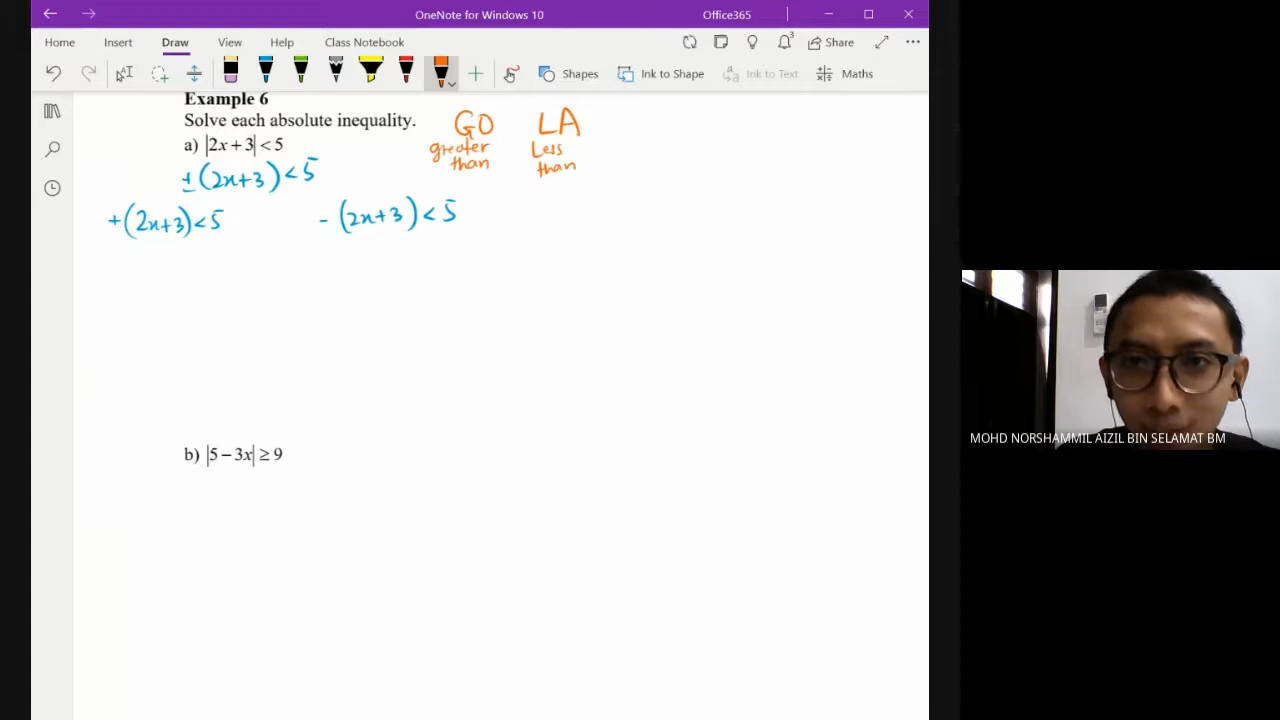 OneNote for Windows 10
Office365
Home Insert Draw View Help Class Notebook
3
Share
Shapes
Ink to Shape
Ink to Text
Maths
Example 6
Solve each absolute inequality.
GO LA
a) |2x + 3| < 5
greater than
Less than
±(2x+3) < 5
+(2x+3) < 5
-(2x+3) < 5
b) |5 − 3x| ≥ 9
MOHD NORSHAMMIL AIZIL BIN SELAMAT BM